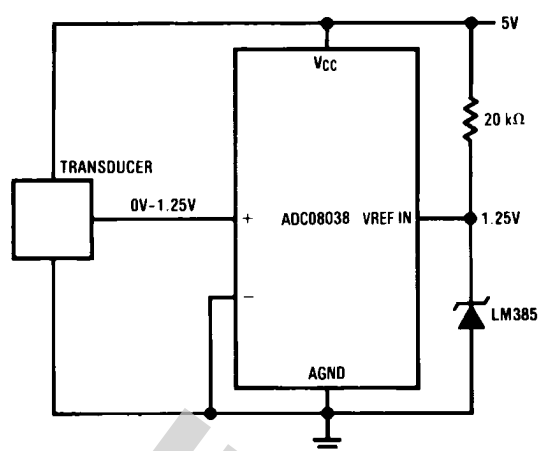 5V
VCC
20 kΩ
TRANSDUCER
0V–1.25V
+
ADC08038
VREF IN
1.25V
−
LM385
AGND